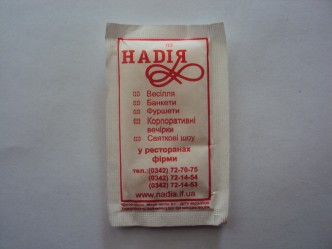 НАДІЯ
Весілля
Банкети
Фуршети
Корпоративні
вечірки
Святкові шоу
у ресторанах
фірми
тел.:(0342) 72-70-75
(0342) 72-14-54
(0342) 72-14-53
www.nadia.if.ua